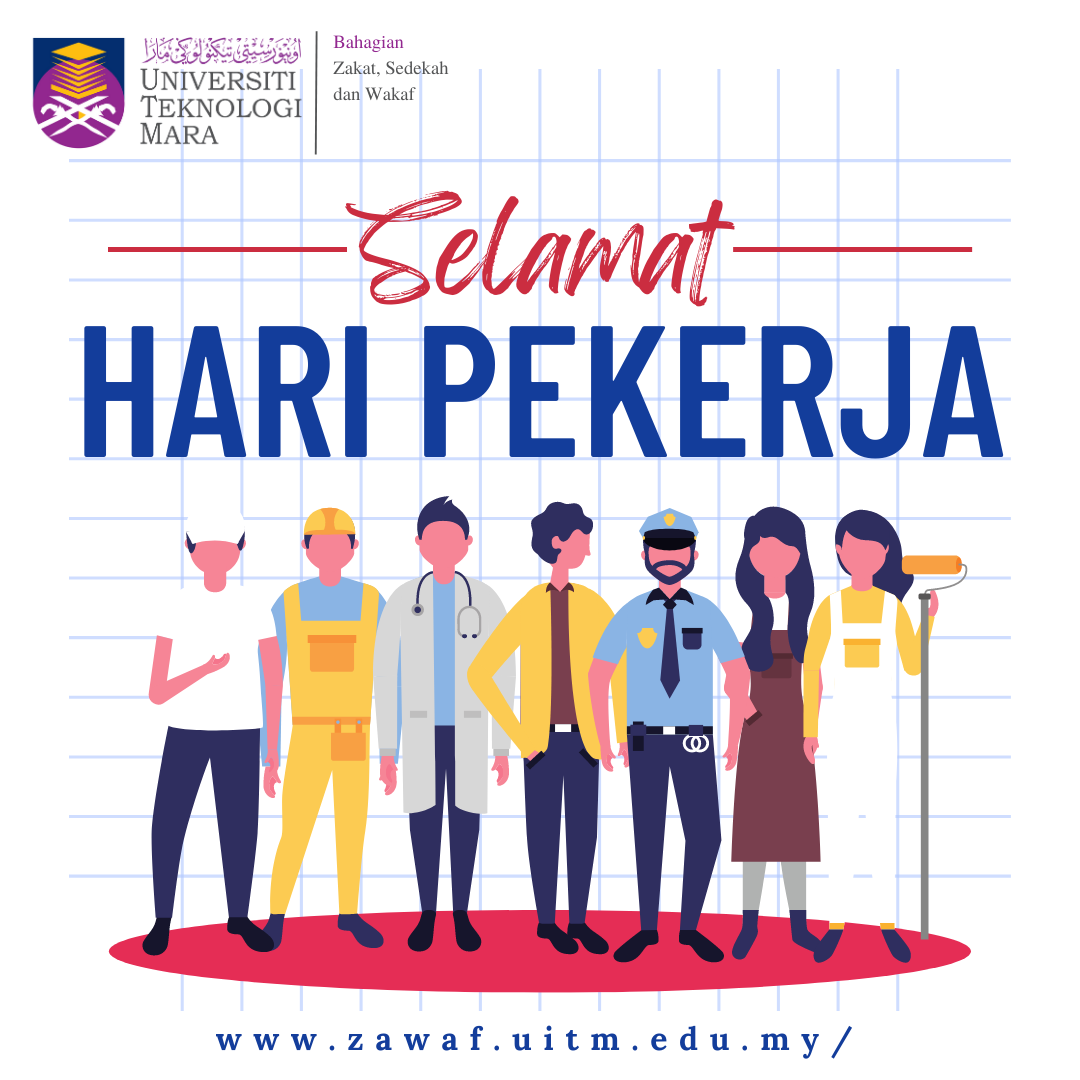 اونيۏرسيتي تيكنولوڬي مارا
UNIVERSITI
TEKNOLOGI
MARA
Bahagian
Zakat, Sedekah
dan Wakaf
Selamat
HARI PEKERJA
www.zawaf.uitm.edu.my/